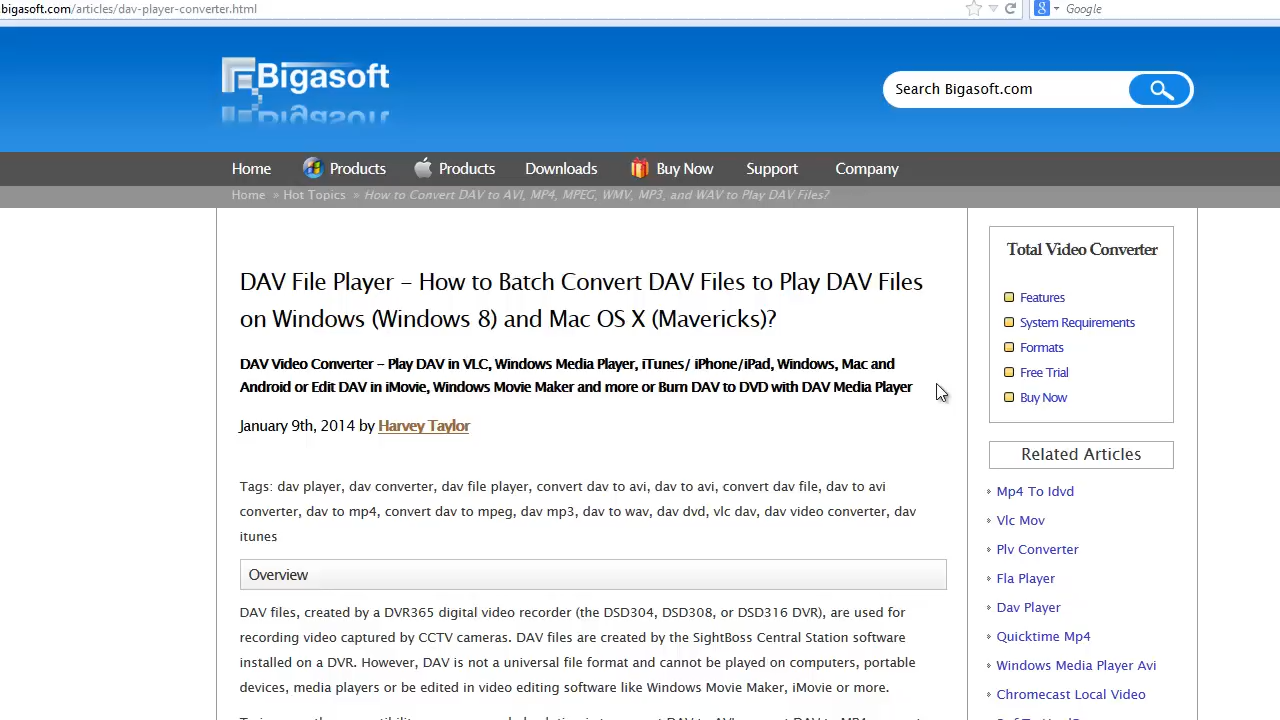 bigasoft.com/articles/dav-player-converter.html
Google
Bigasoft
Search Bigasoft.com
Home Products Products Downloads Buy Now Support Company
Home » Hot Topics » How to Convert DAV to AVI, MP4, MPEG, WMV, MP3, and WAV to Play DAV Files?
DAV File Player – How to Batch Convert DAV Files to Play DAV Files
on Windows (Windows 8) and Mac OS X (Mavericks)?
DAV Video Converter – Play DAV in VLC, Windows Media Player, iTunes/ iPhone/iPad, Windows, Mac and
Android or Edit DAV in iMovie, Windows Movie Maker and more or Burn DAV to DVD with DAV Media Player
January 9th, 2014 by Harvey Taylor
Tags: dav player, dav converter, dav file player, convert dav to avi, dav to avi, convert dav file, dav to avi
converter, dav to mp4, convert dav to mpeg, dav mp3, dav to wav, dav dvd, vlc dav, dav video converter, dav
itunes
Overview
DAV files, created by a DVR365 digital video recorder (the DSD304, DSD308, or DSD316 DVR), are used for
recording video captured by CCTV cameras. DAV files are created by the SightBoss Central Station software
installed on a DVR. However, DAV is not a universal file format and cannot be played on computers, portable
devices, media players or be edited in video editing software like Windows Movie Maker, iMovie or more.
Total Video Converter
Features
System Requirements
Formats
Free Trial
Buy Now
Related Articles
Mp4 To Idvd
Vlc Mov
Plv Converter
Fla Player
Dav Player
Quicktime Mp4
Windows Media Player Avi
Chromecast Local Video